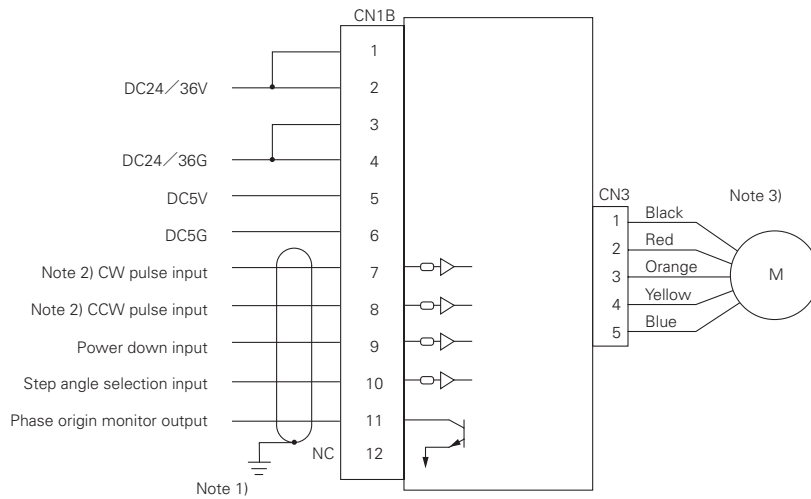 CN1B
1
DC24／36V 2
3
DC24／36G 4
DC5V 5
DC5G 6
Note 2) CW pulse input 7
Note 2) CCW pulse input 8
Power down input 9
Step angle selection input 10
Phase origin monitor output 11
NC 12
Note 1)
CN3 Note 3)
1 Black
2 Red
3 Orange
4 Yellow
5 Blue
M